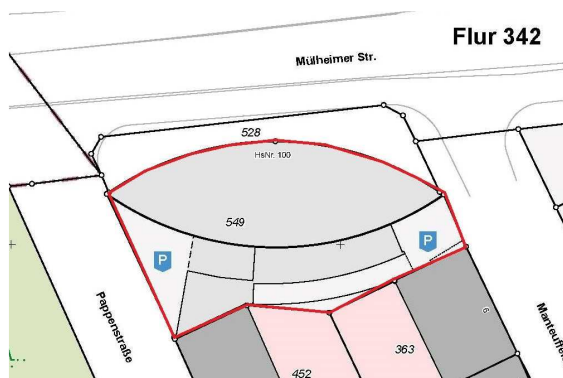 Flur 342
Mülheimer Str.
528
HsNr. 100
549
P
P
Pappenstraße
Manteuffel
6
363
452